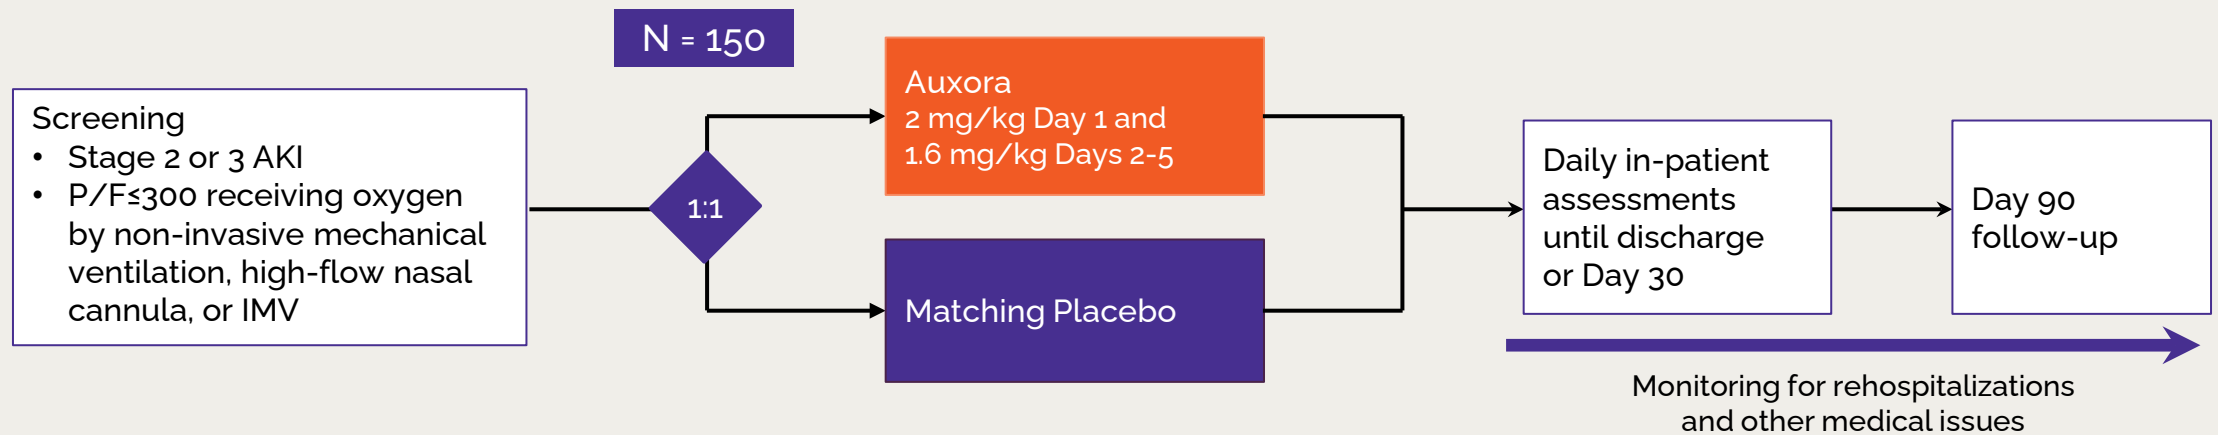 N = 150
Screening
• Stage 2 or 3 AKI
• P/F≤300 receiving oxygen
by non-invasive mechanical
ventilation, high-flow nasal
cannula, or IMV
1:1
Auxora
2 mg/kg Day 1 and
1.6 mg/kg Days 2-5
Matching Placebo
Daily in-patient
assessments
until discharge
or Day 30
Day 90
follow-up
Monitoring for rehospitalizations
and other medical issues